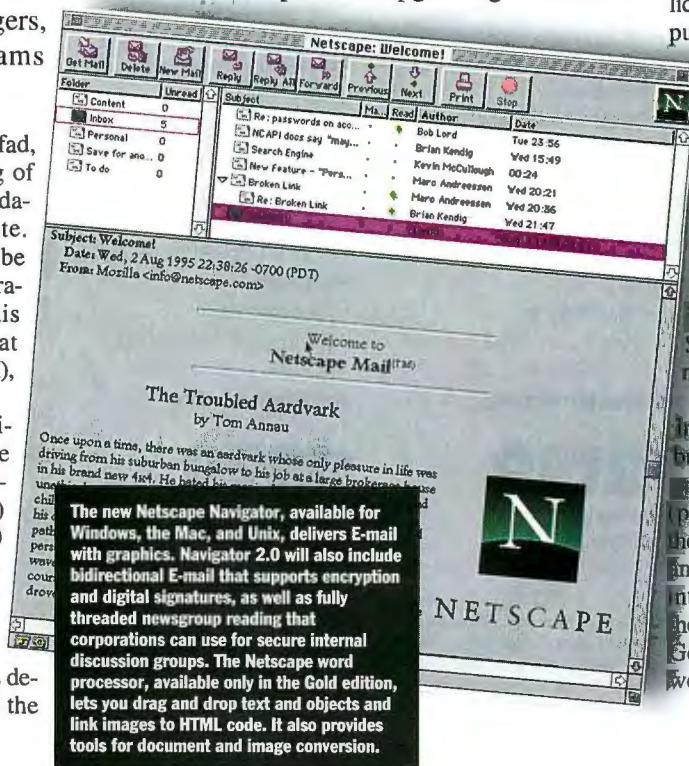 gers,
ams
fad,
g of
da-
te.
be
ra-
is
at
),
i-
e
-
)
)
de-
the
lic
pu
Netscape: Welcome!
Get Mail Delete New Mail Reply Reply All Forward Previous Next Print Stop
N
Folder Unread
Content 0
Inbox 5
Personal 0
Save for ano... 0
To do 0
Subject Ma... Read Author Date
Re: passwords on aco... Bob Lord Tue 23:56
NCAPI docs say "may... Brian Kendig Wed 15:49
Search Engine Kevin McCullough 00:24
New Feature - "Pers... Marc Andreessen Wed 20:21
Broken Link Marc Andreessen Wed 20:36
Re: Broken Link Brian Kendig Wed 21:47
Subject: Welcome!
Date: Wed, 2 Aug 1995 22:38:26 -0700 (PDT)
From: Mozilla <info@netscape.com>
Welcome to
Netscape Mail(TM)
The Troubled Aardvark
by Tom Annau
Once upon a time, there was an aardvark whose only pleasure in life was
driving from his suburban bungalow to his job at a large brokerage house
in his brand new 4x4. He hated his
N
NETSCAPE
The new Netscape Navigator, available for
Windows, the Mac, and Unix, delivers E-mail
with graphics. Navigator 2.0 will also include
bidirectional E-mail that supports encryption
and digital signatures, as well as fully
threaded newsgroup reading that
corporations can use for secure internal
discussion groups. The Netscape word
processor, available only in the Gold edition,
lets you drag and drop text and objects and
link images to HTML code. It also provides
tools for document and image conversion.